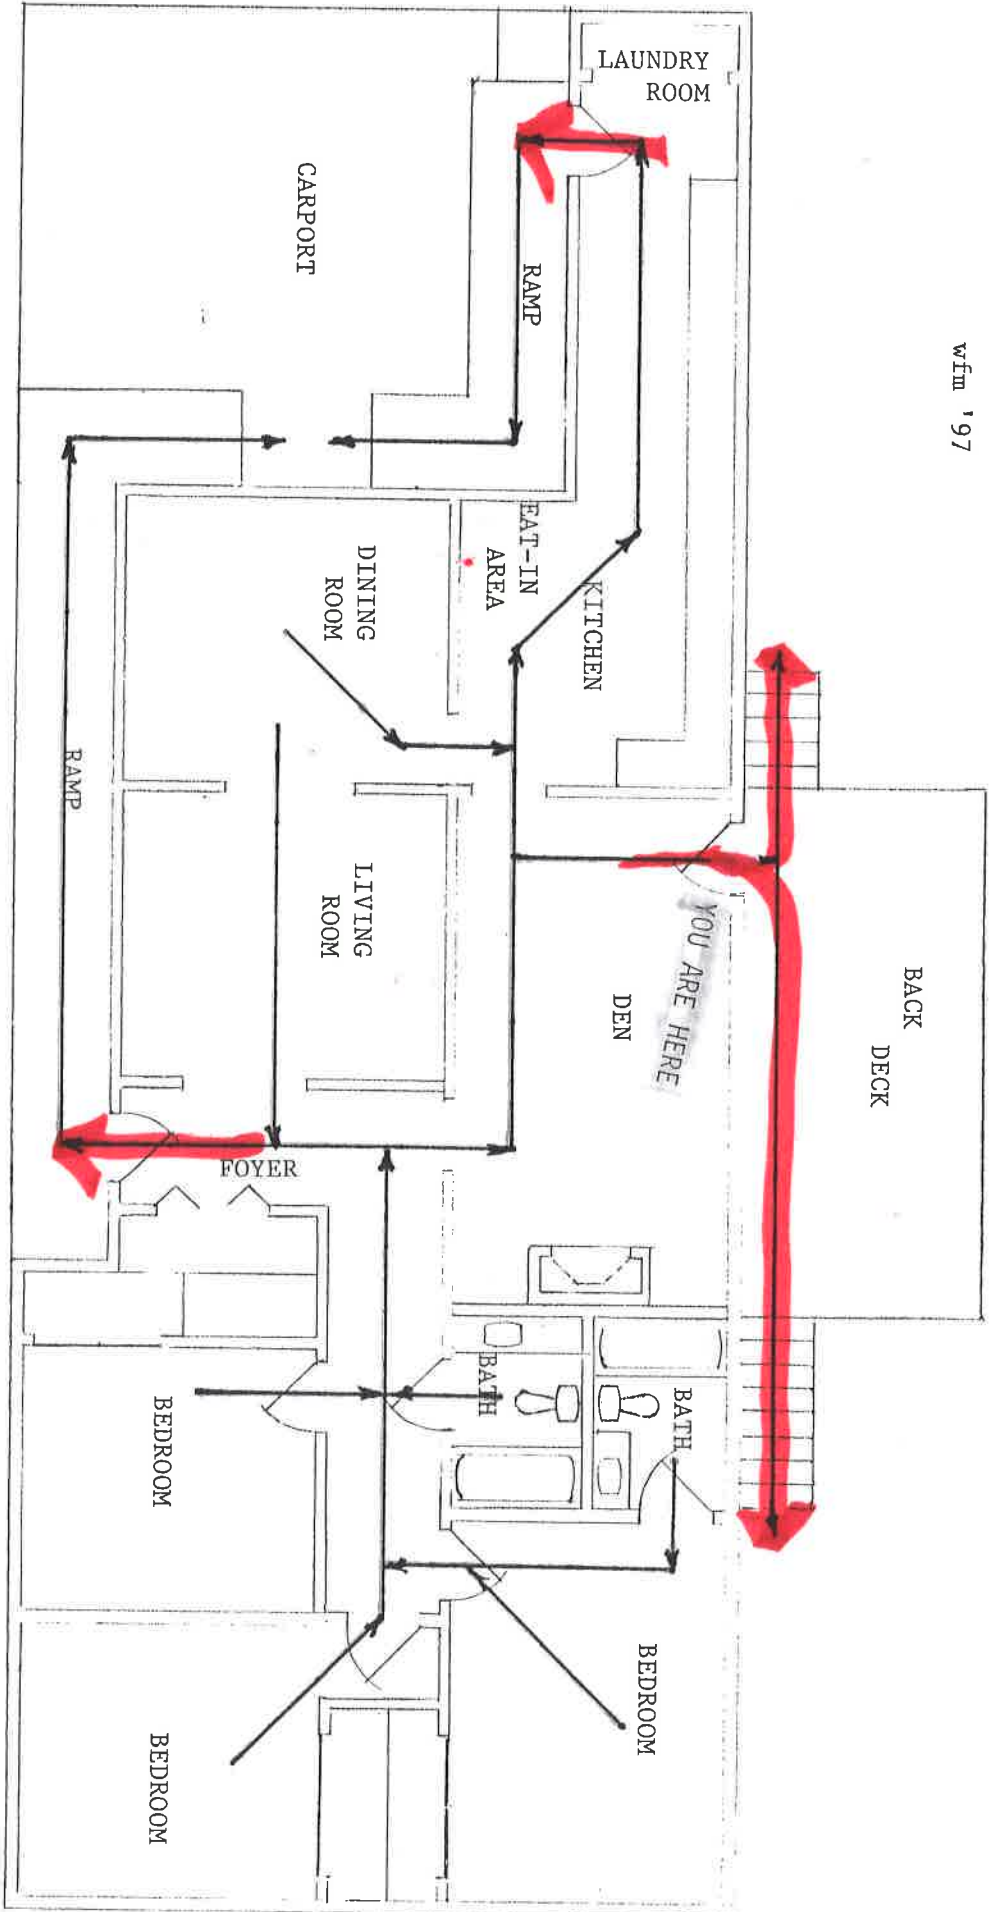 wfm '97
LAUNDRY
ROOM
CARPORT
RAMP
EAT-IN
AREA
KITCHEN
DINING
ROOM
RAMP
LIVING
ROOM
YOU ARE HERE
DEN
BACK
DECK
FOYER
BATH
BATH
BEDROOM
BEDROOM
BEDROOM